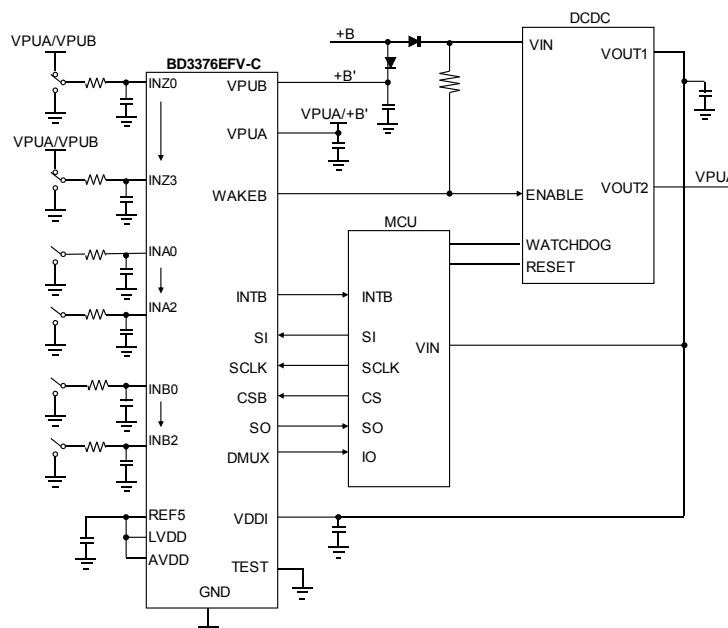 VPUA/VPUB
BD3376EFV-C
+B
DCDC
INZ0
VPUB
+B'
VIN
VOUT1
VPUA
VPUA/+B'
VPUA/VPUB
INZ3
WAKEB
ENABLE
VOUT2
VPUA
MCU
WATCHDOG
RESET
INA0
INA2
INTB
INTB
SI
SI
VIN
SCLK
SCLK
INB0
CSB
CS
SO
SO
INB2
DMUX
IO
REF5
VDDI
LVDD
AVDD
TEST
GND